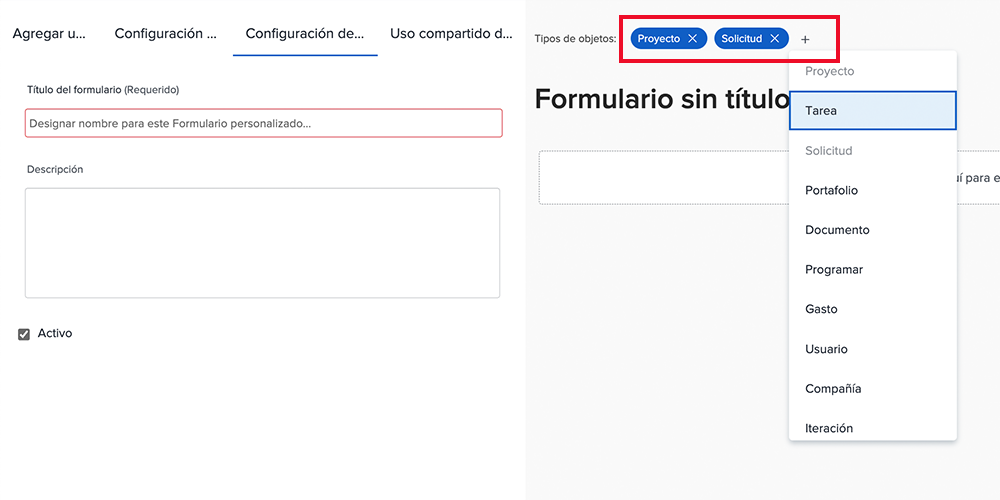 Agregar u...
Configuración ...
Configuración de...
Uso compartido d...
Título del formulario (Requerido)
Designar nombre para este Formulario personalizado...
Descripción
Activo
Tipos de objetos:
Proyecto
Solicitud
Formulario sin título
para e
Proyecto
Tarea
Solicitud
Portafolio
Documento
Programar
Gasto
Usuario
Compañía
Iteración